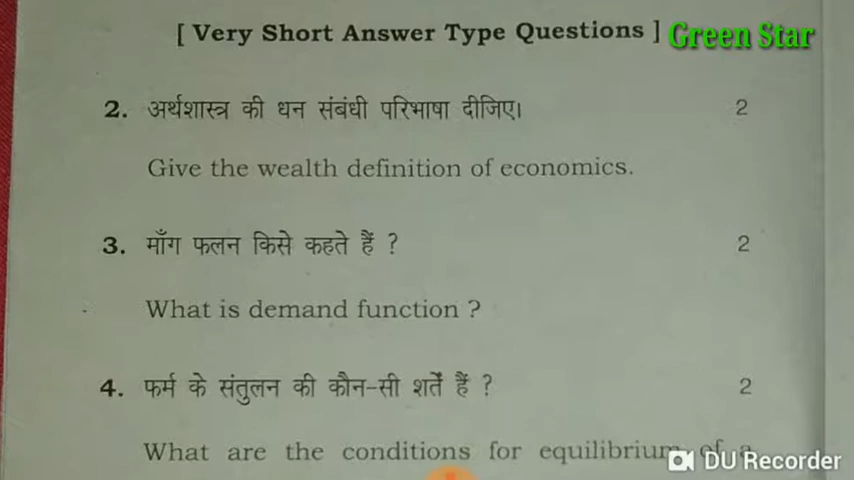 [ Very Short Answer Type Questions ] Green Star
2. अर्थशास्त्र की धन संबंधी परिभाषा दीजिए। 2
Give the wealth definition of economics.
3. माँग फलन किसे कहते हैं ? 2
What is demand function ?
4. फर्म के संतुलन की कौन-सी शर्तें हैं ? 2
What are the conditions for equilibrium of a
DU Recorder